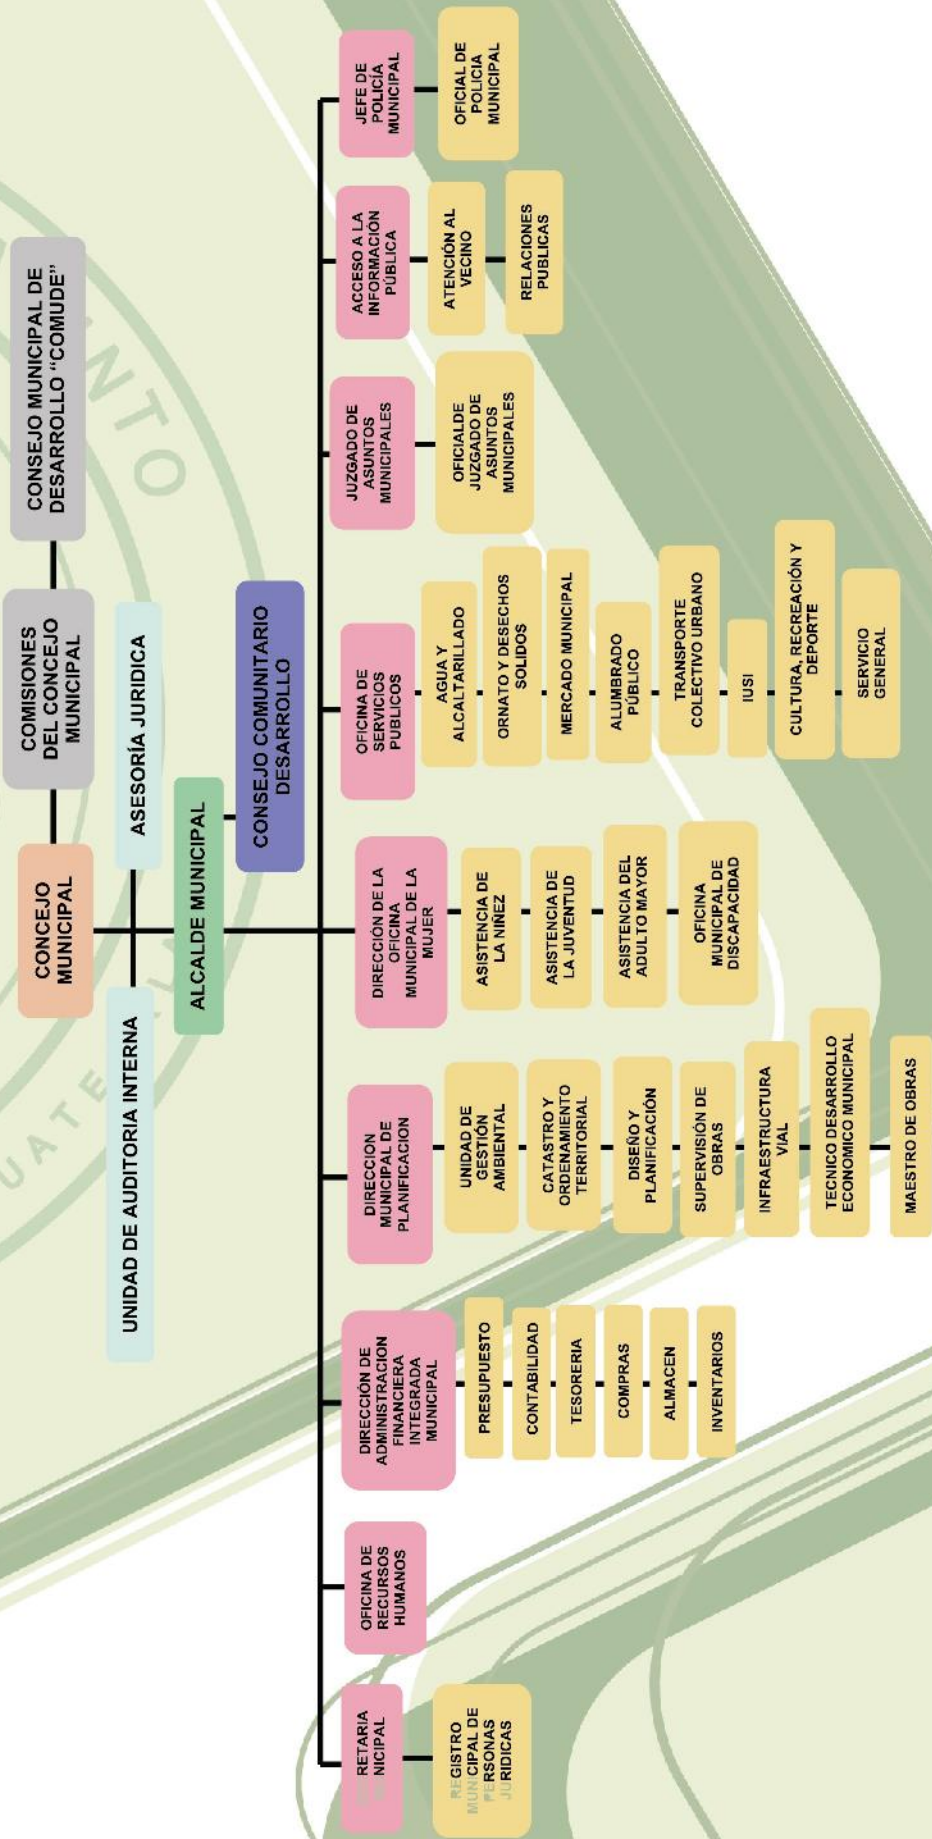 CONCEJO
MUNICIPAL
COMISIONES
DEL CONCEJO
MUNICIPAL
CONSEJO MUNICIPAL DE
DESARROLLO “COMUDE”
UNIDAD DE AUDITORIA INTERNA
ASESORÍA JURIDICA
ALCALDE MUNICIPAL
CONSEJO COMUNITARIO
DESARROLLO
RETARIA
NICIPAL
REGISTRO
MUNICIPAL DE
PERSONAS
JURIDICAS
OFICINA DE
RECURSOS
HUMANOS
DIRECCIÓN DE
ADMINISTRACION
FINANCIERA
INTEGRADA
MUNICIPAL
PRESUPUESTO
CONTABILIDAD
TESORERIA
COMPRAS
ALMACEN
INVENTARIOS
DIRECCION
MUNICIPAL DE
PLANIFICACION
UNIDAD DE
GESTIÓN
AMBIENTAL
CATASTRO Y
ORDENAMIENTO
TERRITORIAL
DISEÑO Y
PLANIFICACIÓN
SUPERVISIÓN DE
OBRAS
INFRAESTRUCTURA
VIAL
TECNICO DESARROLLO
ECONOMICO MUNICIPAL
MAESTRO DE OBRAS
DIRECCIÓN DE LA
OFICINA
MUNICIPAL DE LA
MUJER
ASISTENCIA DE
LA NIÑEZ
ASISTENCIA DE
LA JUVENTUD
ASISTENCIA DEL
ADULTO MAYOR
OFICINA
MUNICIPAL DE
DISCAPACIDAD
OFICINA DE
SERVICIOS
PUBLICOS
AGUA Y
ALCALTARILLADO
ORNATO Y DESECHOS
SOLIDOS
MERCADO MUNICIPAL
ALUMBRADO
PÚBLICO
TRANSPORTE
COLECTIVO URBANO
IUSI
CULTURA, RECREACIÓN Y
DEPORTE
SERVICIO
GENERAL
JUZGADO DE
ASUNTOS
MUNICIPALES
OFICIALDE
JUZGADO DE
ASUNTOS
MUNICIPALES
ACCESO A LA
INFORMACIÓN
PÚBLICA
ATENCIÓN AL
VECINO
RELACIONES
PUBLICAS
JEFE DE
POLICÍA
MUNICIPAL
OFICIAL DE
POLICIA
MUNICIPAL